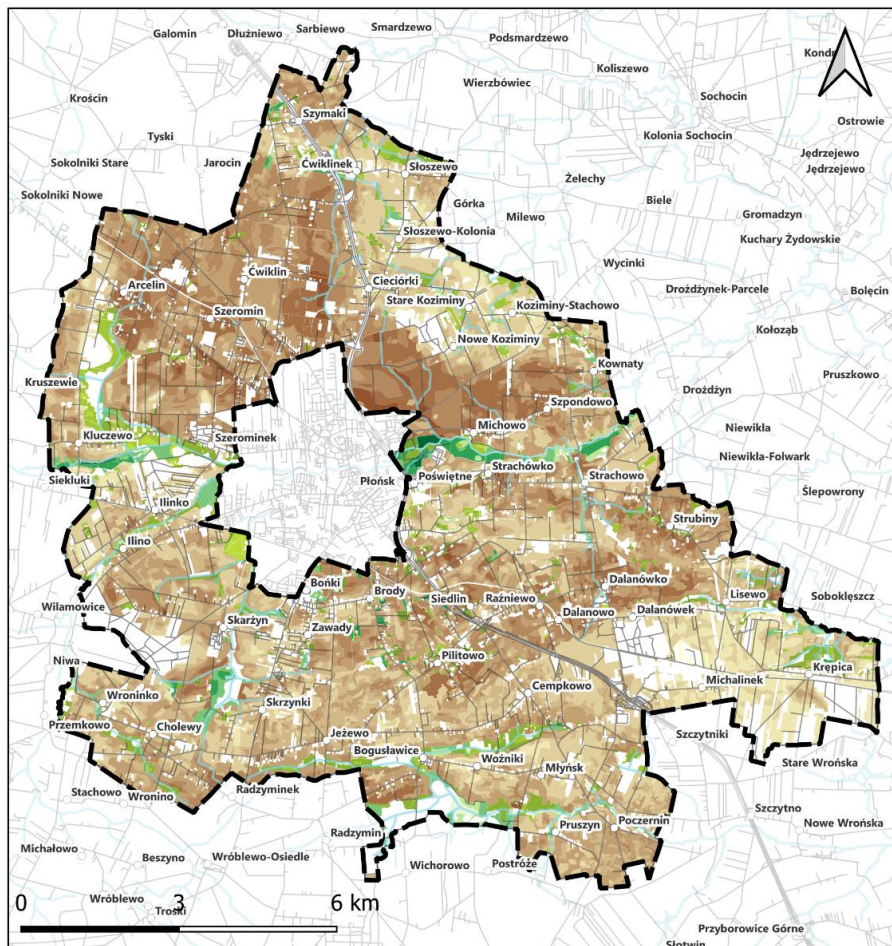 Galomin
Dłużniewo
Sarbiewo
Smardzewo
Podsmardzewo
Kondr
Koliszewo
Wierzbówiec
Krościn
Sochocin
Szymaki
Ostrowie
Tyski
Kolonia Sochocin
Sokolniki Stare
Jarocin
Ćwiklinek
Słoszewo
Jędrzejewo
Jędrzejewo
Żelechy
Sokolniki Nowe
Górka
Milewo
Biele
Gromadzyn
Słoszewo-Kolonia
Kuchary Żydowskie
Wycinki
Ćwiklin
Arcelin
Cieciórki
Drożdżynek-Parcele
Bolęcin
Stare Koziminy
Koziminy-Stachowo
Szeromin
Kołoząb
Nowe Koziminy
Kownaty
Kruszewie
Pruszkowo
Drożdżyn
Szpondowo
Kluczewo
Szerominek
Michowo
Niewikla
Niewikla-Folwark
Siekluki
Płońsk
Poświętne
Strachówko
Strachowo
Ślepowrony
Ilinko
Strubiny
Ilino
Bońki
Dalanówko
Brody
Siedlin
Raźniewo
Lisewo
Soboklęszcz
Wilamowice
Skarżyn
Zawady
Dalanowo
Dalanówek
Niwa
Pilitowo
Krępica
Wroninko
Cempkowo
Michalinek
Skrzynki
Przemkowo
Cholewy
Jeżewo
Szczytniki
Bogusławice
Woźniki
Stare Wrońska
Młyńsk
Stachowo
Wronino
Radzyminek
Szczytno
Radzymin
Pruszyn
Poczernin
Nowe Wrońska
Michałowo
Beszyno
Wróblewo-Osiedle
Wichorowo
Postróże
Wróblewo
0
3
6 km
Troski
Przyborowice Górne
Słotwin